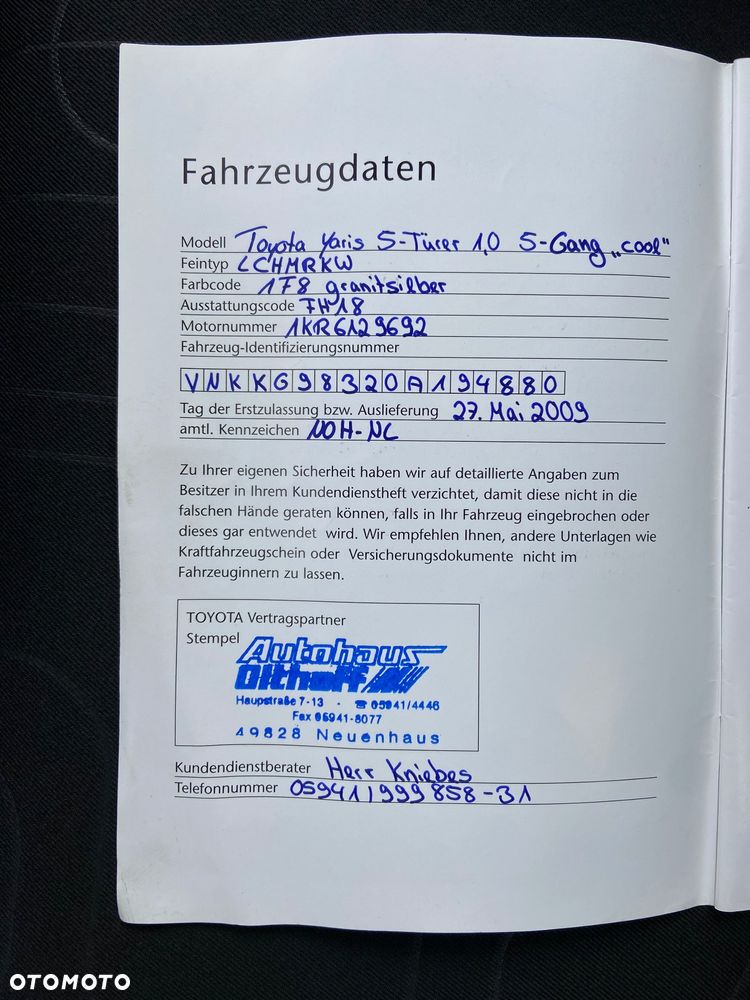 Fahrzeugdaten
Modell Toyota Yaris 5-Türer 1,0 5-Gang „cool"
Feintyp LCHMRKW
Farbcode 1F8 granitsilber
Ausstattungscode FH18
Motornummer 1KR6129692
Fahrzeug-Identifizierungsnummer
VNKKG98320A194880
Tag der Erstzulassung bzw. Auslieferung 27. Mai 2009
amtl. Kennzeichen NOH-NL
Zu Ihrer eigenen Sicherheit haben wir auf detaillierte Angaben zum
Besitzer in Ihrem Kundendienstheft verzichtet, damit diese nicht in die
falschen Hände geraten können, falls in Ihr Fahrzeug eingebrochen oder
dieses gar entwendet wird. Wir empfehlen Ihnen, andere Unterlagen wie
Kraftfahrzeugschein oder Versicherungsdokumente nicht im
Fahrzeuginnern zu lassen.
TOYOTA Vertragspartner
Stempel
Autohaus
Olthoff
Hauptstraße 7-13 · ☎ 05941/4446
Fax 05941-8077
49828 Neuenhaus
Kundendienstberater Herr Kniebes
Telefonnummer 05941/999858-31
OTOMOTO